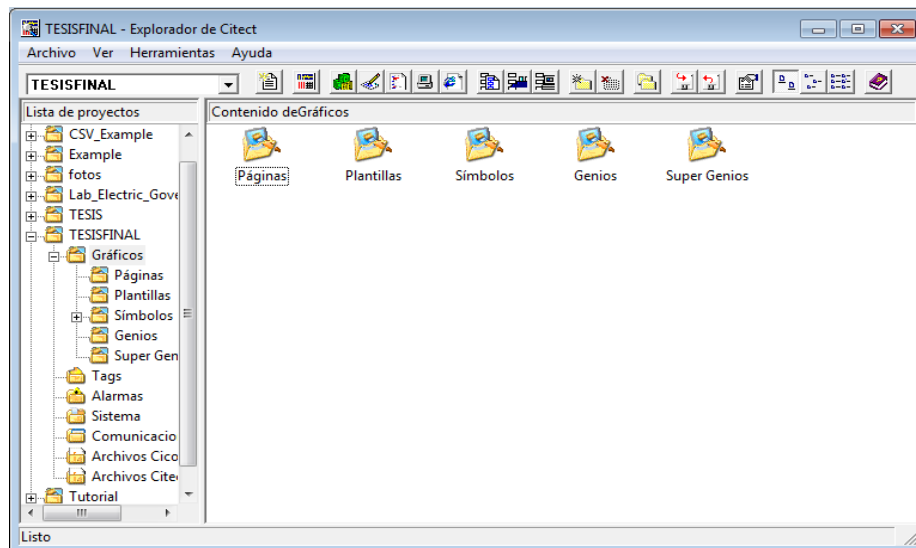 TESISFINAL - Explorador de Citect
Archivo Ver Herramientas Ayuda
TESISFINAL
Lista de proyectos
Contenido deGráficos
CSV_Example
Example
fotos
Lab_Electric_Gove
TESIS
TESISFINAL
Gráficos
Páginas
Plantillas
Símbolos
Genios
Super Gen
Tags
Alarmas
Sistema
Comunicacio
Archivos Cico
Archivos Cite
Tutorial
Páginas Plantillas Símbolos Genios Super Genios
Listo